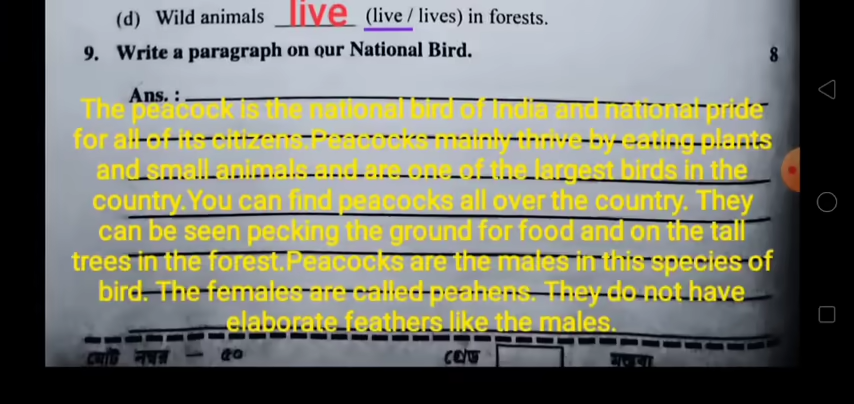 (d) Wild animals live (live / lives) in forests.
9. Write a paragraph on our National Bird. 8
Ans. :
The peacock is the national bird of India and national pride
for all of its citizens.Peacocks mainly thrive by eating plants
and small animals and are one of the largest birds in the
country.You can find peacocks all over the country. They
can be seen pecking the ground for food and on the tall
trees in the forest.Peacocks are the males in this species of
bird. The females are called peahens. They do not have
elaborate feathers like the males.
মোট নম্বর — ৫০ গ্রেড মন্তব্য